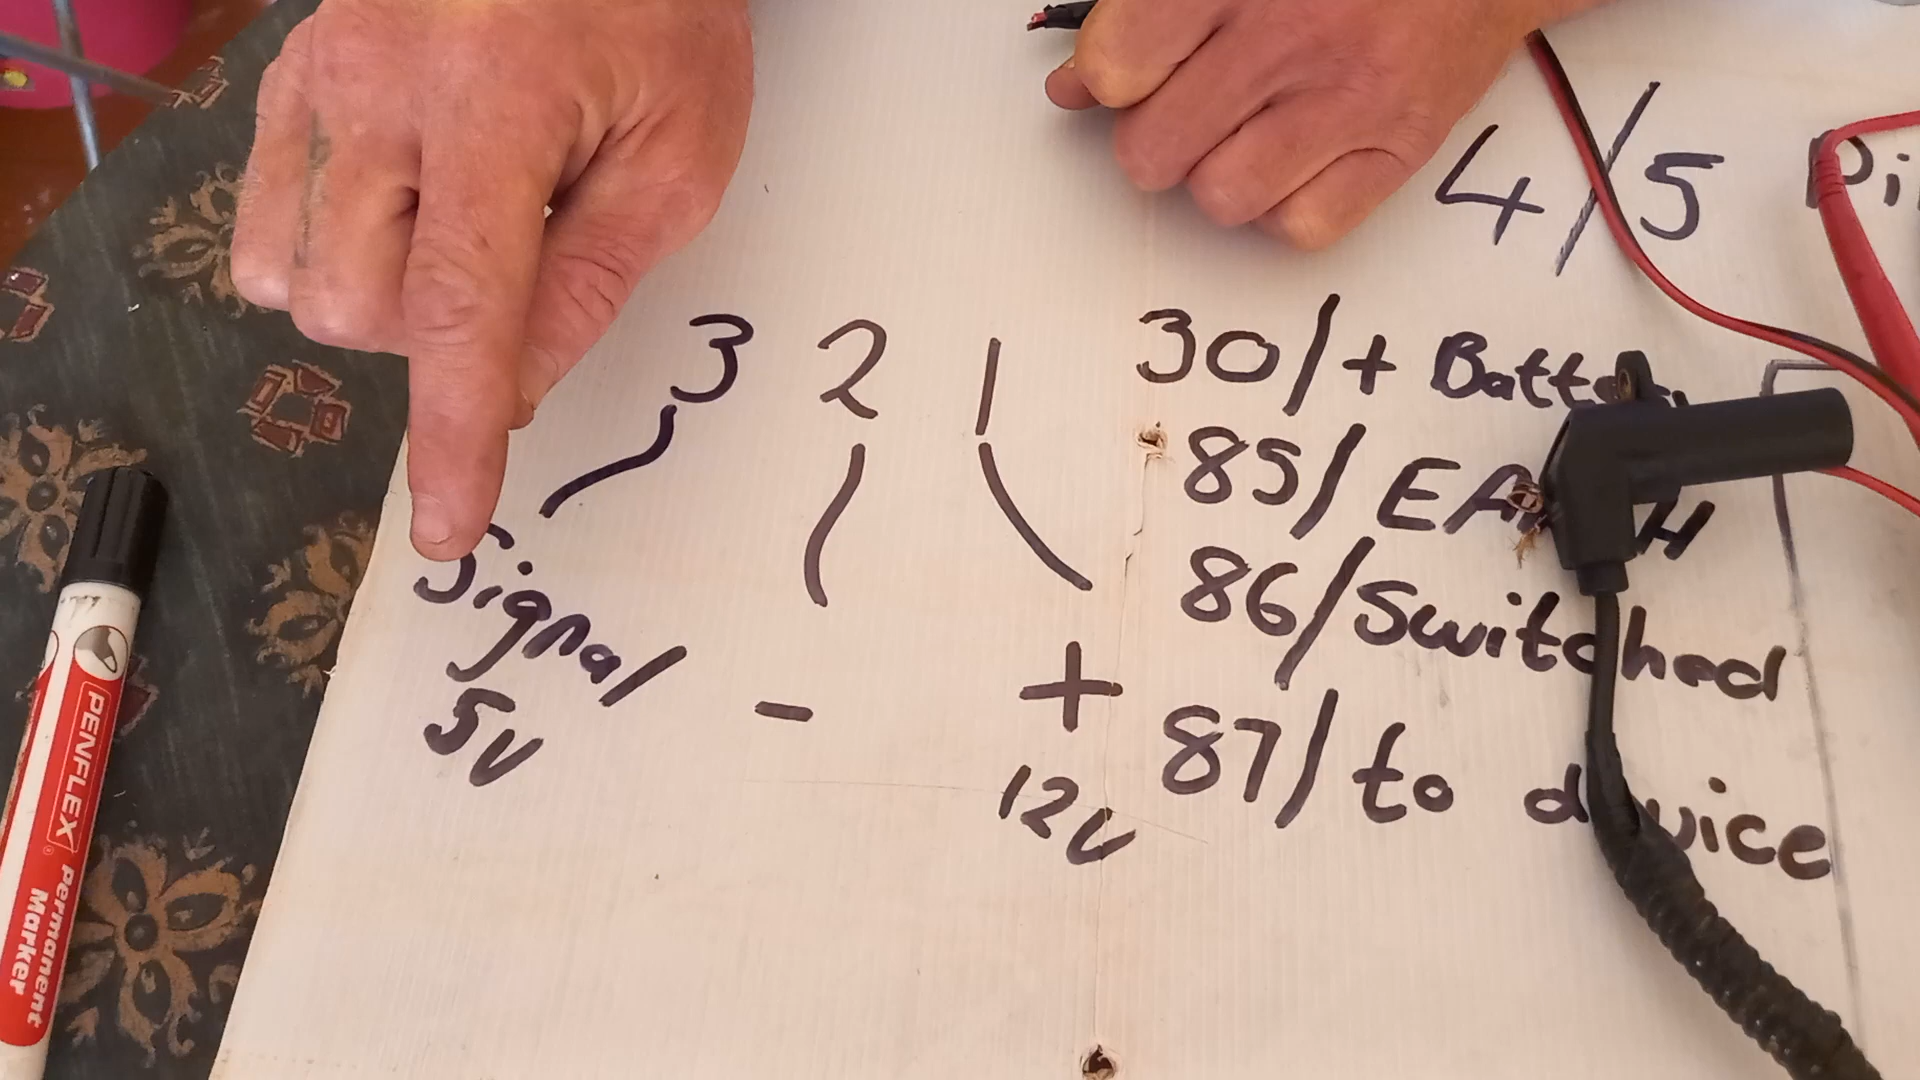 4/5 Pi
3 2 1
30/+ Battery
85/EARTH
86/Switched
87/to device
Signal
5V
-
+
12V
PENFLEX
Permanent
Marker